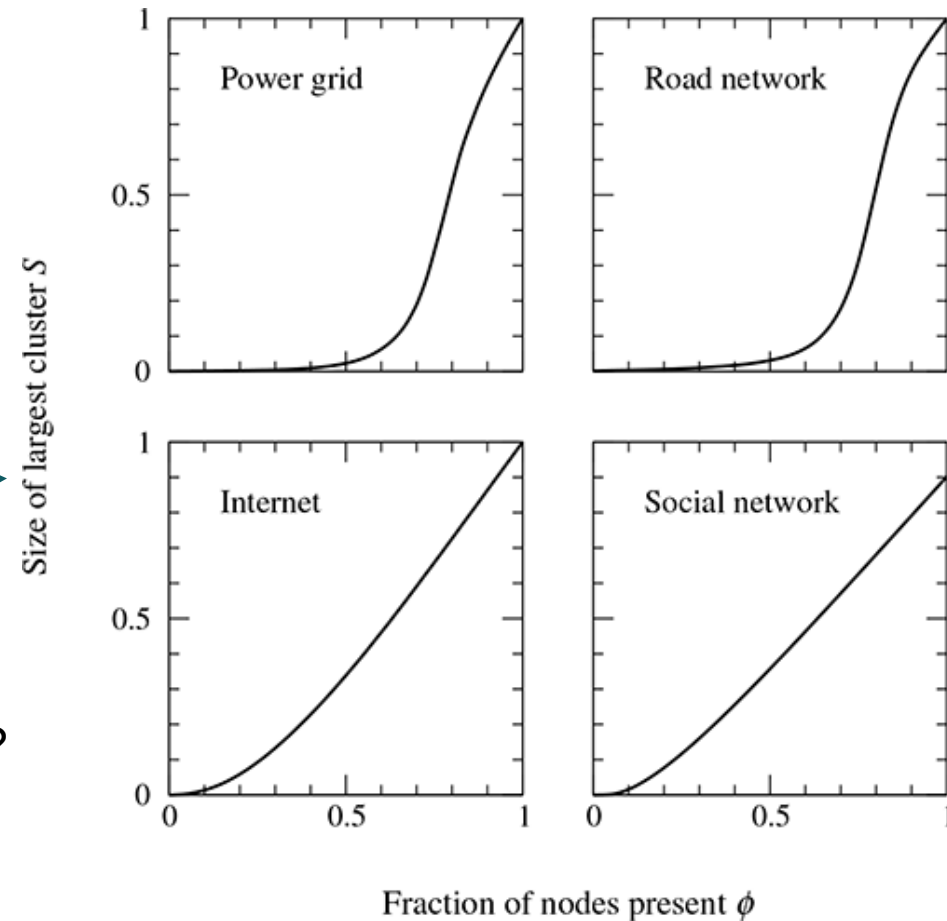 1
Power grid
Road network
0.5
0
Size of largest cluster S
1
Internet
Social network
0.5
0
0
0.5
1
0
0.5
1
Fraction of nodes present ϕ